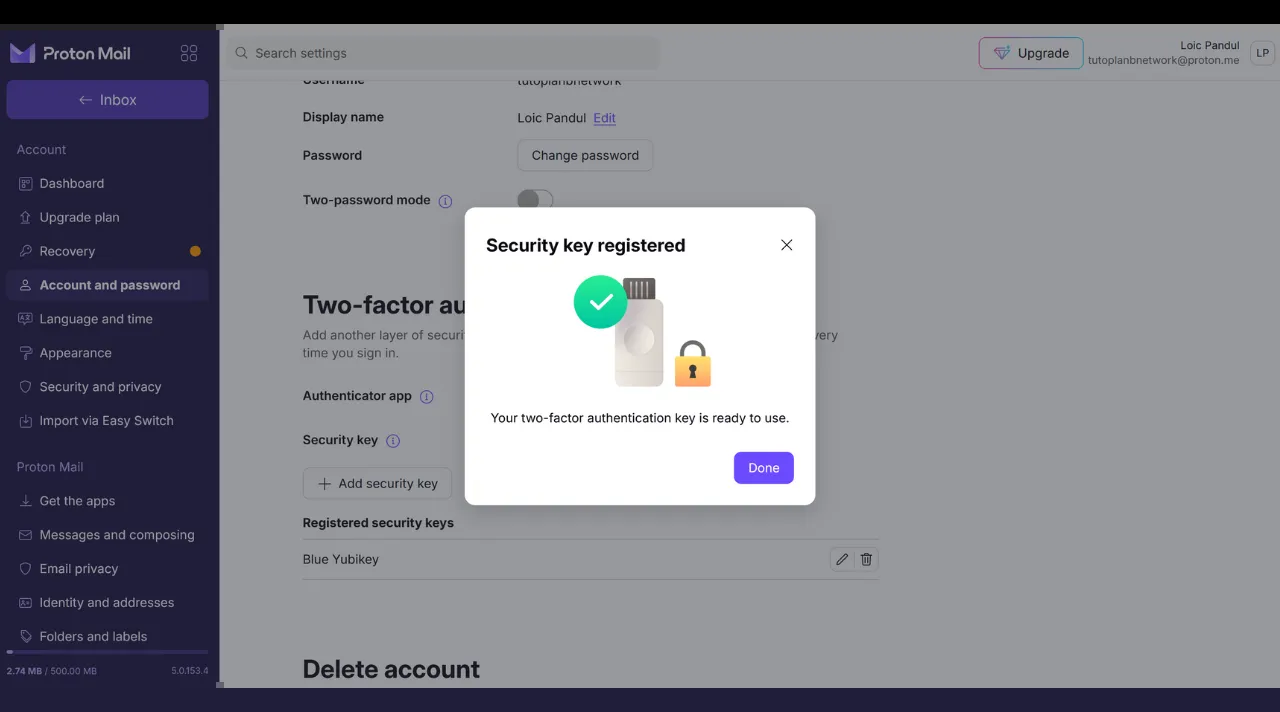 Proton Mail
Inbox
Account
Dashboard
Upgrade plan
Recovery
Account and password
Language and time
Appearance
Security and privacy
Import via Easy Switch
Proton Mail
Get the apps
Messages and composing
Email privacy
Identity and addresses
Folders and labels
2.74 MB / 500.00 MB
5.0.153.4
Search settings
Upgrade
Loic Pandul
tutoplanbnetwork@proton.me
LP
Username
tutoplanbnetwork
Display name
Loic Pandul Edit
Password
Change password
Two-password mode
Two-factor au
Add another layer of securi
very
time you sign in.
Authenticator app
Security key
Add security key
Registered security keys
Blue Yubikey
Delete account
Security key registered
Your two-factor authentication key is ready to use.
Done